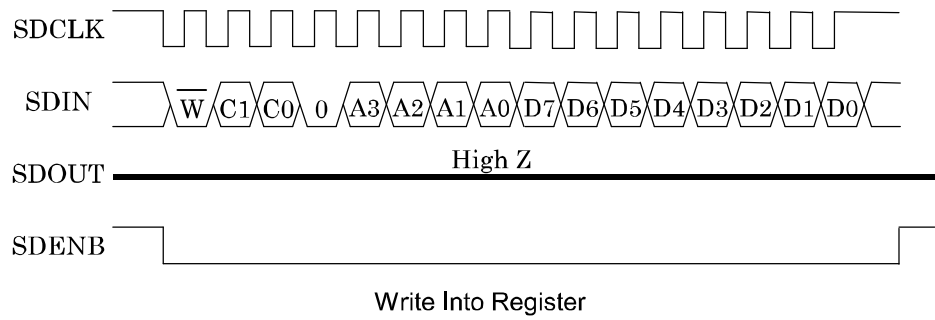 SDCLK
SDIN W̅ C1 C0 0 A3 A2 A1 A0 D7 D6 D5 D4 D3 D2 D1 D0
High Z
SDOUT
SDENB
Write Into Register